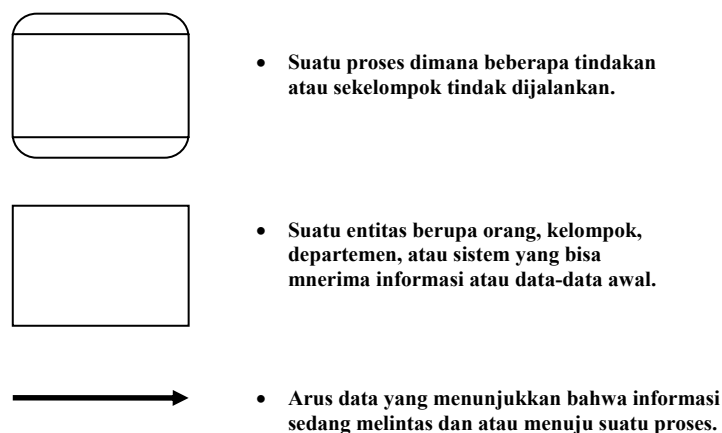 • Suatu proses dimana beberapa tindakan
atau sekelompok tindak dijalankan.
• Suatu entitas berupa orang, kelompok,
departemen, atau sistem yang bisa
mnerima informasi atau data-data awal.
• Arus data yang menunjukkan bahwa informasi
sedang melintas dan atau menuju suatu proses.